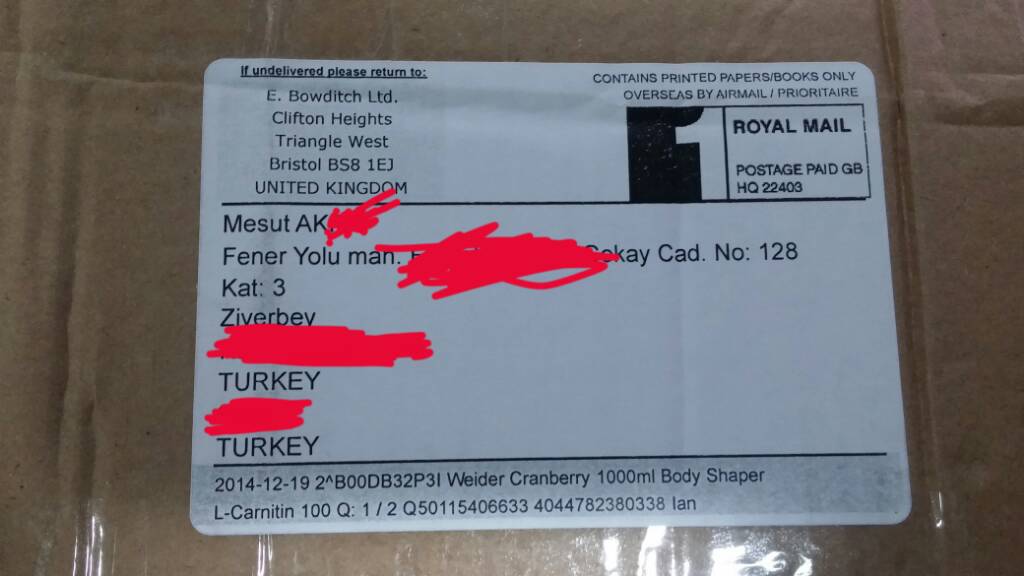 If undelivered please return to:
E. Bowditch Ltd.
Clifton Heights
Triangle West
Bristol BS8 1EJ
UNITED KINGDOM
CONTAINS PRINTED PAPERS/BOOKS ONLY
OVERSEAS BY AIRMAIL / PRIORITAIRE
1
ROYAL MAIL
POSTAGE PAID GB
HQ 22403
Mesut AK
Fener Yolu man. Cad. No: 128
Kat: 3
Ziverbey
TURKEY
TURKEY
2014-12-19 2^B00DB32P3I Weider Cranberry 1000ml Body Shaper
L-Carnitin 100 Q: 1 / 2 Q50115406633 4044782380338 Ian